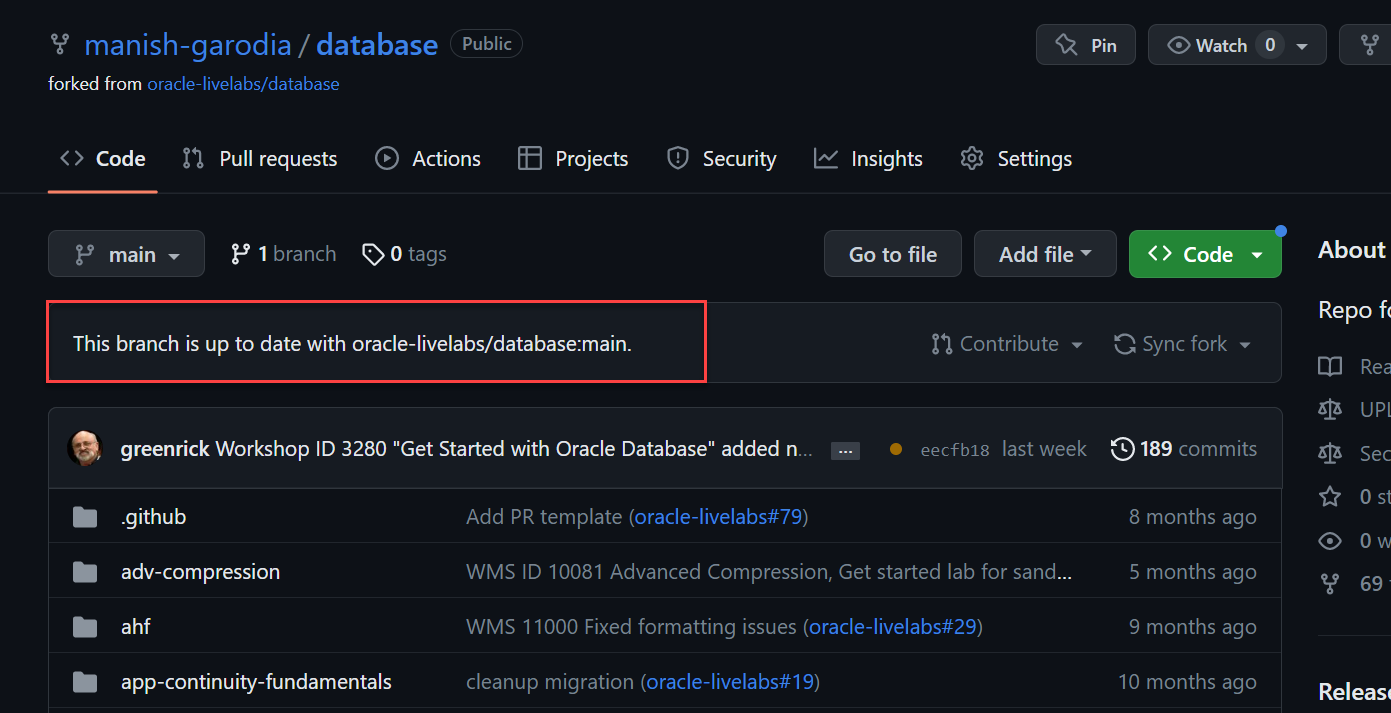 manish-garodia / database Public
Pin
Watch 0
forked from oracle-livelabs/database
Code Pull requests Actions Projects Security Insights Settings
main 1 branch 0 tags Go to file Add file Code
About
This branch is up to date with oracle-livelabs/database:main. Contribute Sync fork
Repo
greenrick Workshop ID 3280 "Get Started with Oracle Database" added n... ... eecfb18 last week 189 commits
.github Add PR template (oracle-livelabs#79) 8 months ago
adv-compression WMS ID 10081 Advanced Compression, Get started lab for sand... 5 months ago
ahf WMS 11000 Fixed formatting issues (oracle-livelabs#29) 9 months ago
app-continuity-fundamentals cleanup migration (oracle-livelabs#19) 10 months ago
UPL
0 st
0 w
69
Release